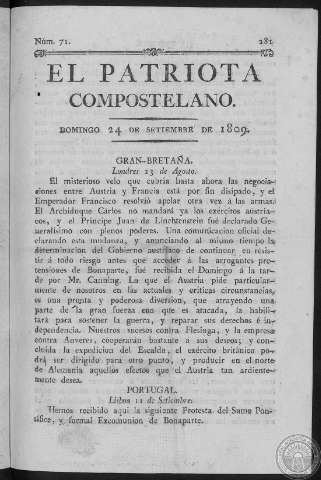 Núm. 71. 281
EL PATRIOTA
COMPOSTELANO.
DOMINGO 24 DE SETIEMBRE DE 1809.
GRAN-BRETAÑA.
Londres 23 de Agosto.
El misterioso velo que cubria hasta ahora las negocia-
ciones entre Austria y Francia está por fin disipado, y el
Emperador Francisco resolvió apelar otra vez á las armas.
El Archiduque Carlos no mandará ya los exércitos austria-
cos, y el Príncipe Juan de Lichtenstein fué declarado Ge-
neralísimo con plenos poderes. Una comunicacion oficial de-
clarando esta mudanza, y anunciando al mismo tiempo la
determinacion del Gobierno austriaco de continuar en resis-
tir á todo riesgo antes que acceder á las arrogantes pre-
tensiones de Bonaparte, fué recibida el Domingo á la tar-
de por Mr. Canning. Lo que el Austria pide particular-
mente de nosotros en las actuales y críticas circunstancias,
es una pronta y poderosa diversion, que atrayendo una
parte de la gran fuerza con que es atacada, la habili-
tará para sostener la guerra, y reparar sus derechos é in-
dependencia. Nuestros sucesos contra Flesinga, y la empresa
contra Anveres, cooperarán bastante a sus deseos; y con-
cluida la expedicion del Escalda, el exército británico po-
drá ser dirigido para otro punto, y producir en el norte
de Alemania aquellos efectos que el Austria tan ardiente-
mente desea.
PORTUGAL.
Lisboa 11 de Setiembre.
Hemos recibido aqui la siguiente Protesta del Sumo Pon-
tífice, y formal Excomunion de Bonaparte.